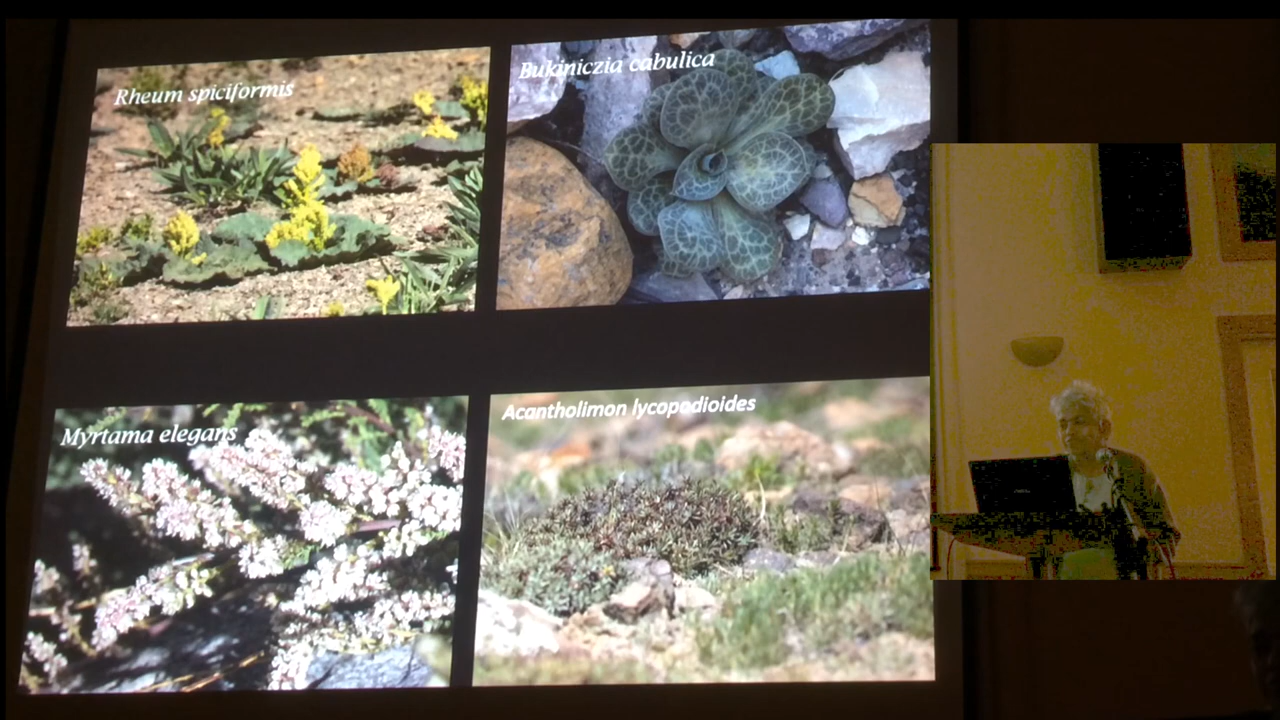 Rheum spiciformis
Bukiniczia cabulica
Myrtama elegans
Acantholimon lycopodioides